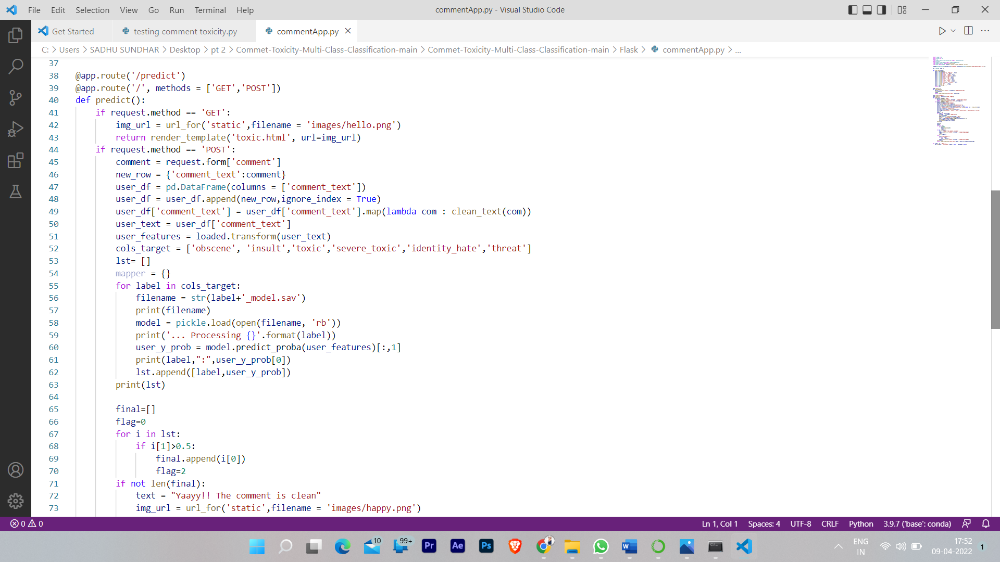 File Edit Selection View Go Run Terminal Help commentApp.py - Visual Studio Code
Get Started testing comment toxicity.py commentApp.py
C: > Users > SADHU SUNDHAR > Desktop > pt 2 > Commet-Toxicity-Multi-Class-Classification-main > Commet-Toxicity-Multi-Class-Classification-main > Flask > commentApp.py > ...
37
38 @app.route('/predict')
39 @app.route('/', methods = ['GET','POST'])
40 def predict():
41 if request.method == 'GET':
42 img_url = url_for('static',filename = 'images/hello.png')
43 return render_template('toxic.html', url=img_url)
44 if request.method == 'POST':
45 comment = request.form['comment']
46 new_row = {'comment_text':comment}
47 user_df = pd.DataFrame(columns = ['comment_text'])
48 user_df = user_df.append(new_row,ignore_index = True)
49 user_df['comment_text'] = user_df['comment_text'].map(lambda com : clean_text(com))
50 user_text = user_df['comment_text']
51 user_features = loaded.transform(user_text)
52 cols_target = ['obscene', 'insult','toxic','severe_toxic','identity_hate','threat']
53 lst= []
54 mapper = {}
55 for label in cols_target:
56 filename = str(label+'_model.sav')
57 print(filename)
58 model = pickle.load(open(filename, 'rb'))
59 print('... Processing {}'.format(label))
60 user_y_prob = model.predict_proba(user_features)[:,1]
61 print(label,":",user_y_prob[0])
62 lst.append([label,user_y_prob])
63 print(lst)
64
65 final=[]
66 flag=0
67 for i in lst:
68 if i[1]>0.5:
69 final.append(i[0])
70 flag=2
71 if not len(final):
72 text = "Yaayy!! The comment is clean"
73 img_url = url_for('static',filename = 'images/happy.png')
0 0 Ln 1, Col 1 Spaces: 4 UTF-8 CRLF Python 3.9.7 ('base': conda)
10 99+ Pr Ae Ps W ENG IN 17:52 09-04-2022 1